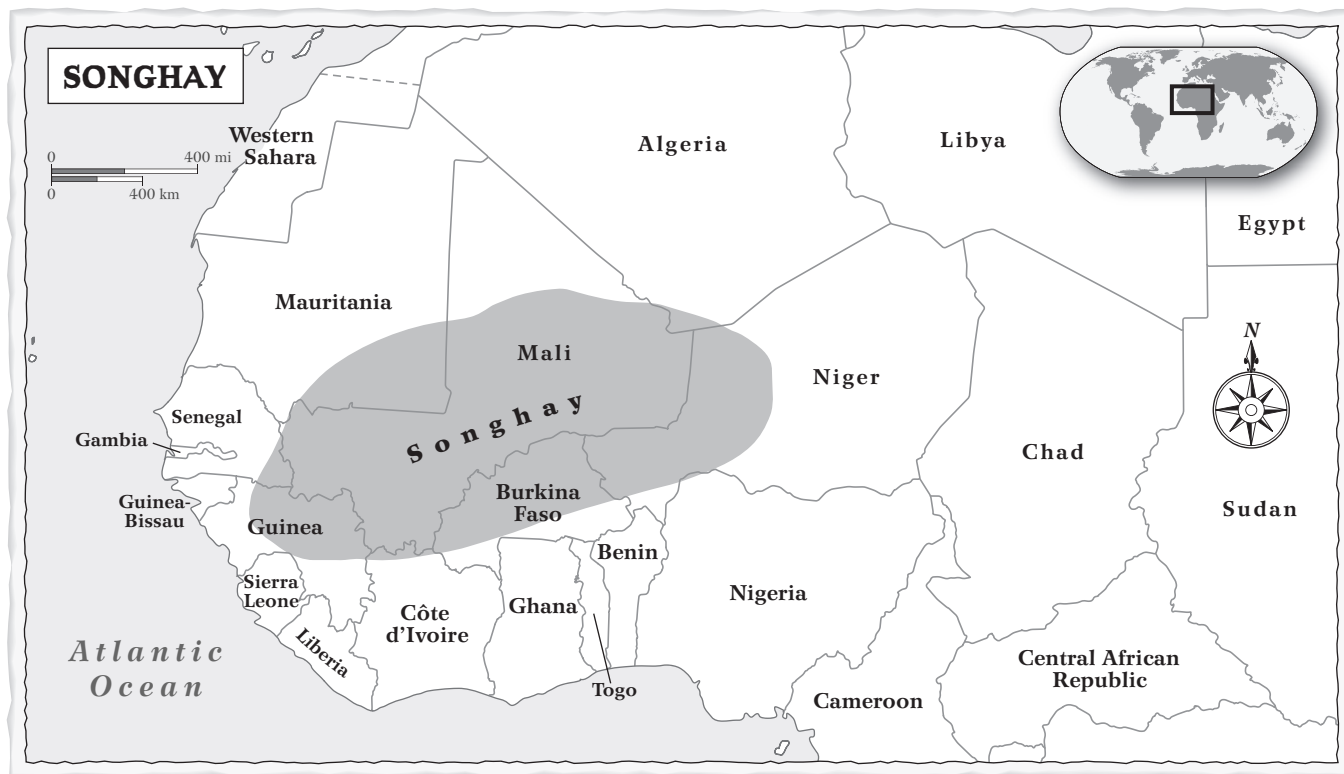 SONGHAY
0 400 mi
0 400 km
Western
Sahara
Algeria
Libya
Egypt
Mauritania
Mali
Niger
N
Songhay
Senegal
Gambia
Chad
Guinea-
Bissau
Guinea
Burkina
Faso
Sudan
Benin
Sierra
Leone
Côte
d'Ivoire
Ghana
Nigeria
Liberia
Atlantic
Ocean
Togo
Central African
Republic
Cameroon